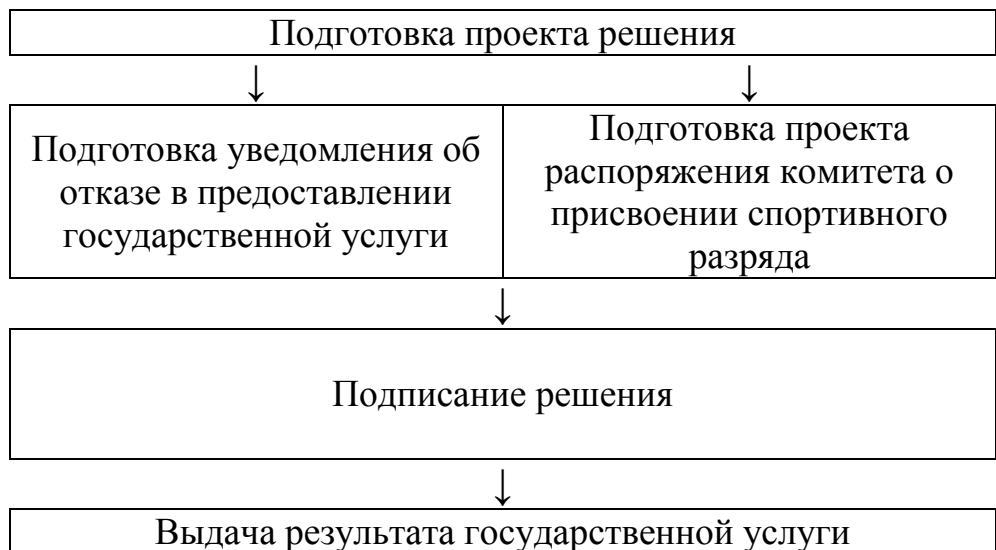 Подготовка проекта решения
↓ ↓
Подготовка уведомления об
отказе в предоставлении
государственной услуги
Подготовка проекта
распоряжения комитета о
присвоении спортивного
разряда
↓
Подписание решения
↓
Выдача результата государственной услуги